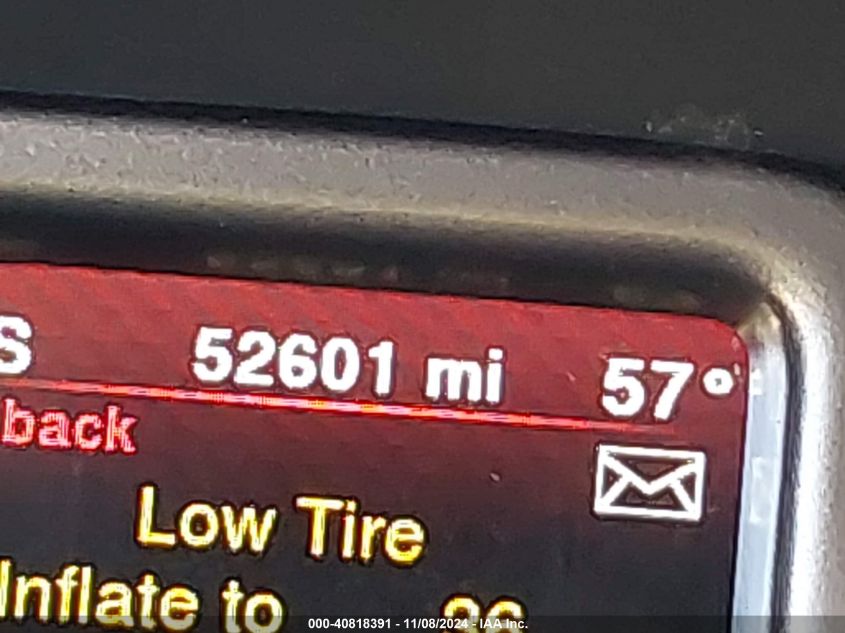 S 52601 mi 57°
back
Low Tire
Inflate to
000-40818391 - 11/08/2024 - IAA Inc.